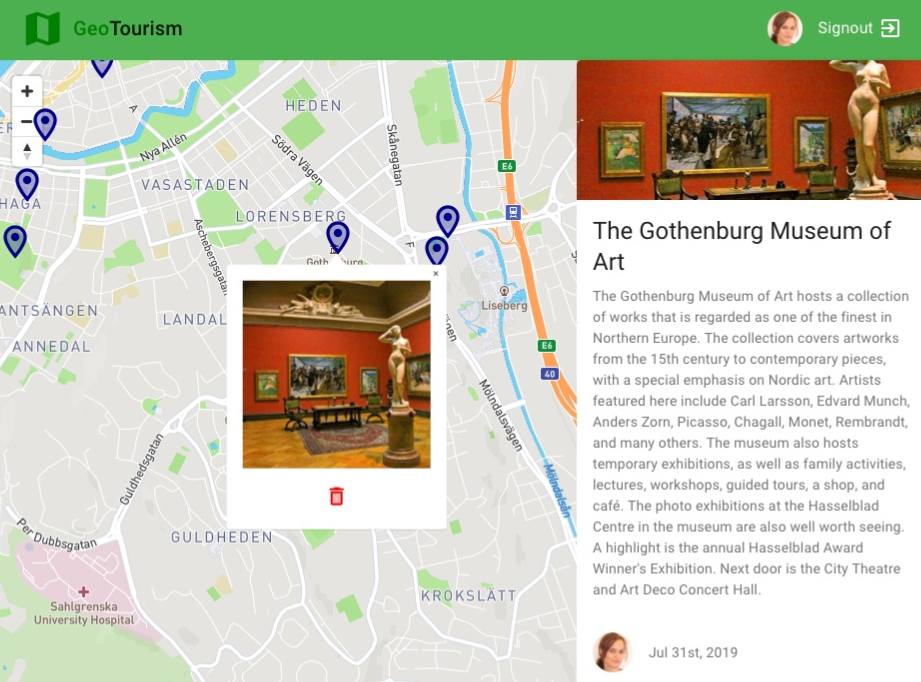 GeoTourism
Signout
HEDEN
Nya Allén
Södra Vägen
Skånegatan
E6
VASASTADEN
HAGA
LORENSBERG
Aschebergsgatan
Liseberg
ANTSÄNGEN
LANDAL
ANNEDAL
E6
40
Mölndalsvägen
Guldhedsgatan
Mölndalsån
Per Dubbsgatan
GULDHEDEN
KROKSLÄTT
Sahlgrenska
University Hospital
The Gothenburg Museum of
Art
The Gothenburg Museum of Art hosts a collection
of works that is regarded as one of the finest in
Northern Europe. The collection covers artworks
from the 15th century to contemporary pieces,
with a special emphasis on Nordic art. Artists
featured here include Carl Larsson, Edvard Munch,
Anders Zorn, Picasso, Chagall, Monet, Rembrandt,
and many others. The museum also hosts
temporary exhibitions, as well as family activities,
lectures, workshops, guided tours, a shop, and
café. The photo exhibitions at the Hasselblad
Centre in the museum are also well worth seeing.
A highlight is the annual Hasselblad Award
Winner's Exhibition. Next door is the City Theatre
and Art Deco Concert Hall.
Jul 31st, 2019